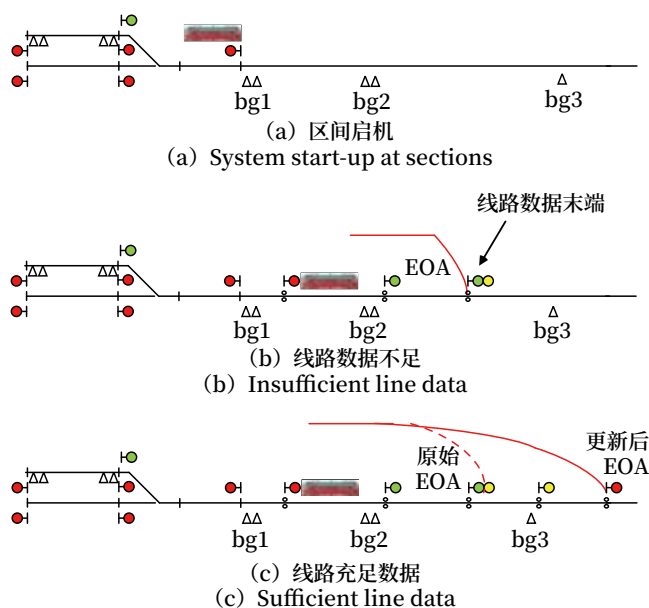 bg1 bg2 bg3
(a) 区间启机
(a) System start-up at sections
线路数据末端
EOA
bg1 bg2 bg3
(b) 线路数据不足
(b) Insufficient line data
原始
EOA
更新后
EOA
bg1 bg2 bg3
(c) 线路充足数据
(c) Sufficient line data